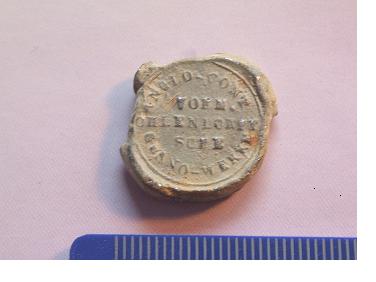 ANGLO-CONT.
VORM
OHLENDORFF
SCHE
GUANO-WERKE